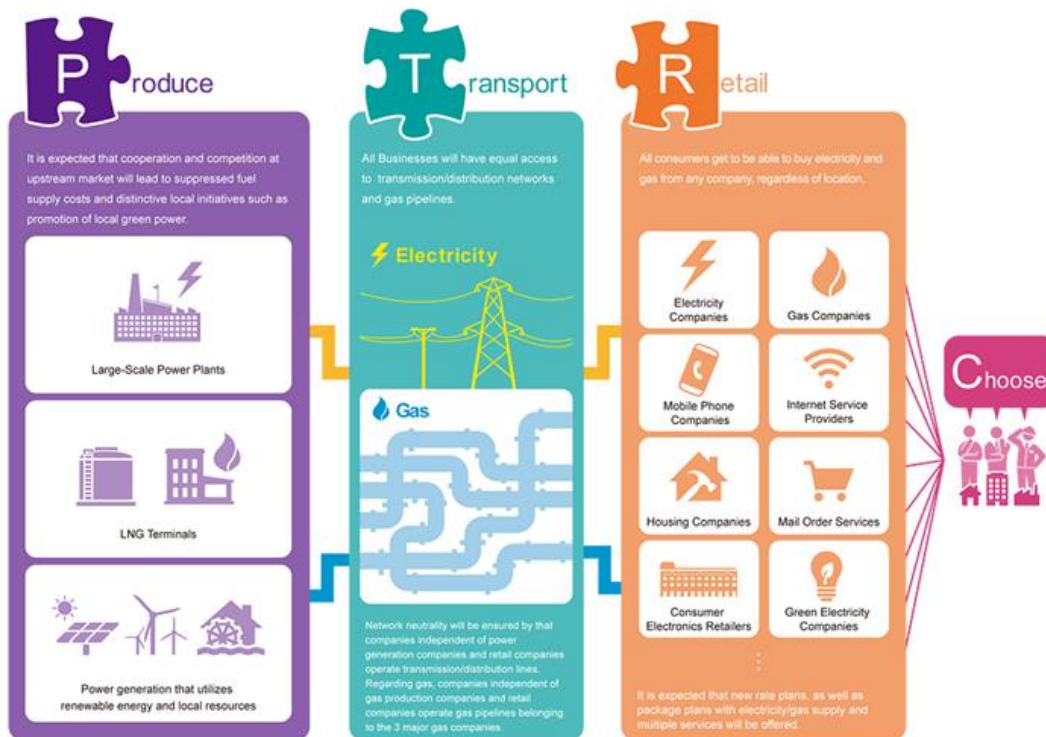 Produce
It is expected that cooperation and competition at
upstream market will lead to suppressed fuel
supply costs and distinctive local initiatives such as
promotion of local green power.
Large-Scale Power Plants
LNG Terminals
Power generation that utilizes
renewable energy and local resources
Transport
All Businesses will have equal access
to transmission/distribution networks
and gas pipelines.
Electricity
Gas
Network neutrality will be ensured by that
companies independent of power
generation companies and retail companies
operate transmission/distribution lines.
Regarding gas, companies independent of
gas production companies and retail
companies operate gas pipelines belonging
to the 3 major gas companies.
Retail
All consumers get to be able to buy electricity and
gas from any company, regardless of location.
Electricity
Companies
Gas Companies
Mobile Phone
Companies
Internet Service
Providers
Housing Companies
Mail Order Services
Consumer
Electronics Retailers
Green Electricity
Companies
It is expected that new rate plans, as well as
package plans with electricity/gas supply and
multiple services will be offered.
Choose